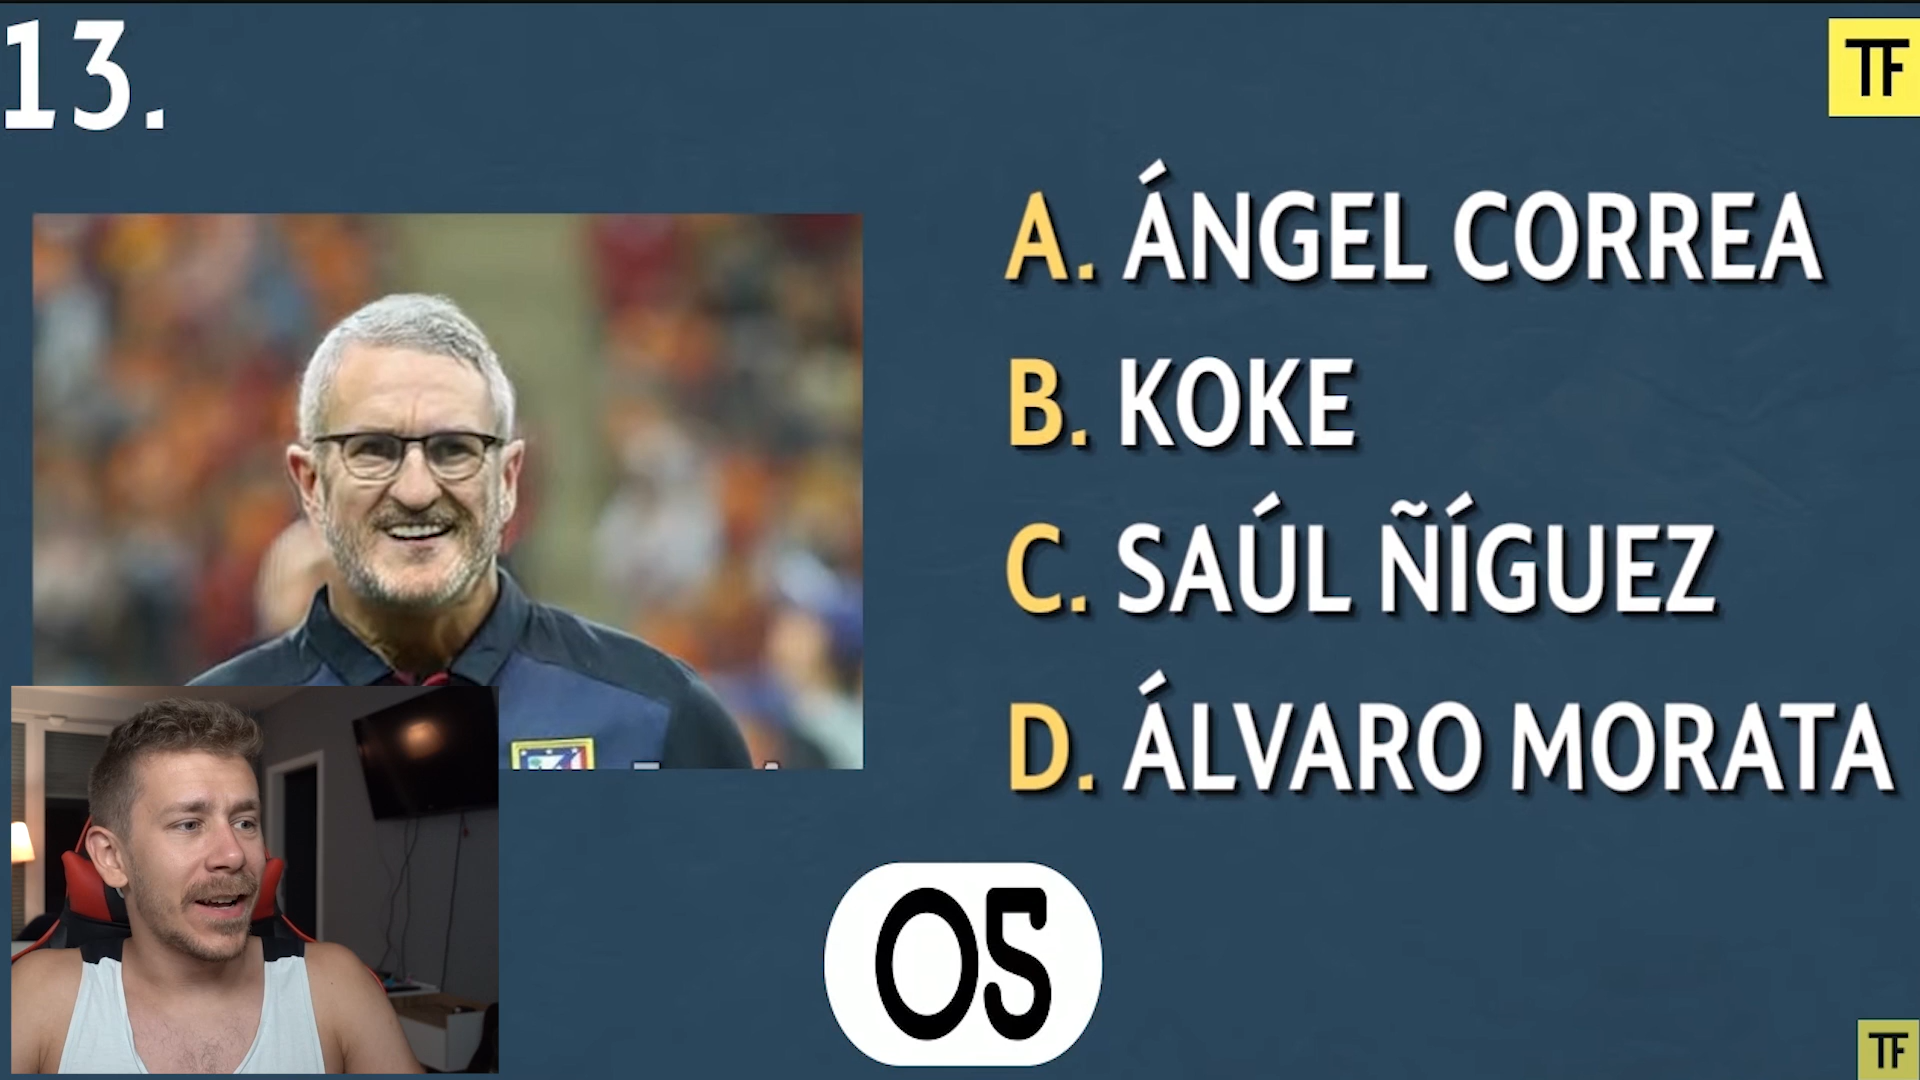 13.
TF
A. ÁNGEL CORREA
B. KOKE
C. SAÚL ÑÍGUEZ
D. ÁLVARO MORATA
05
TF